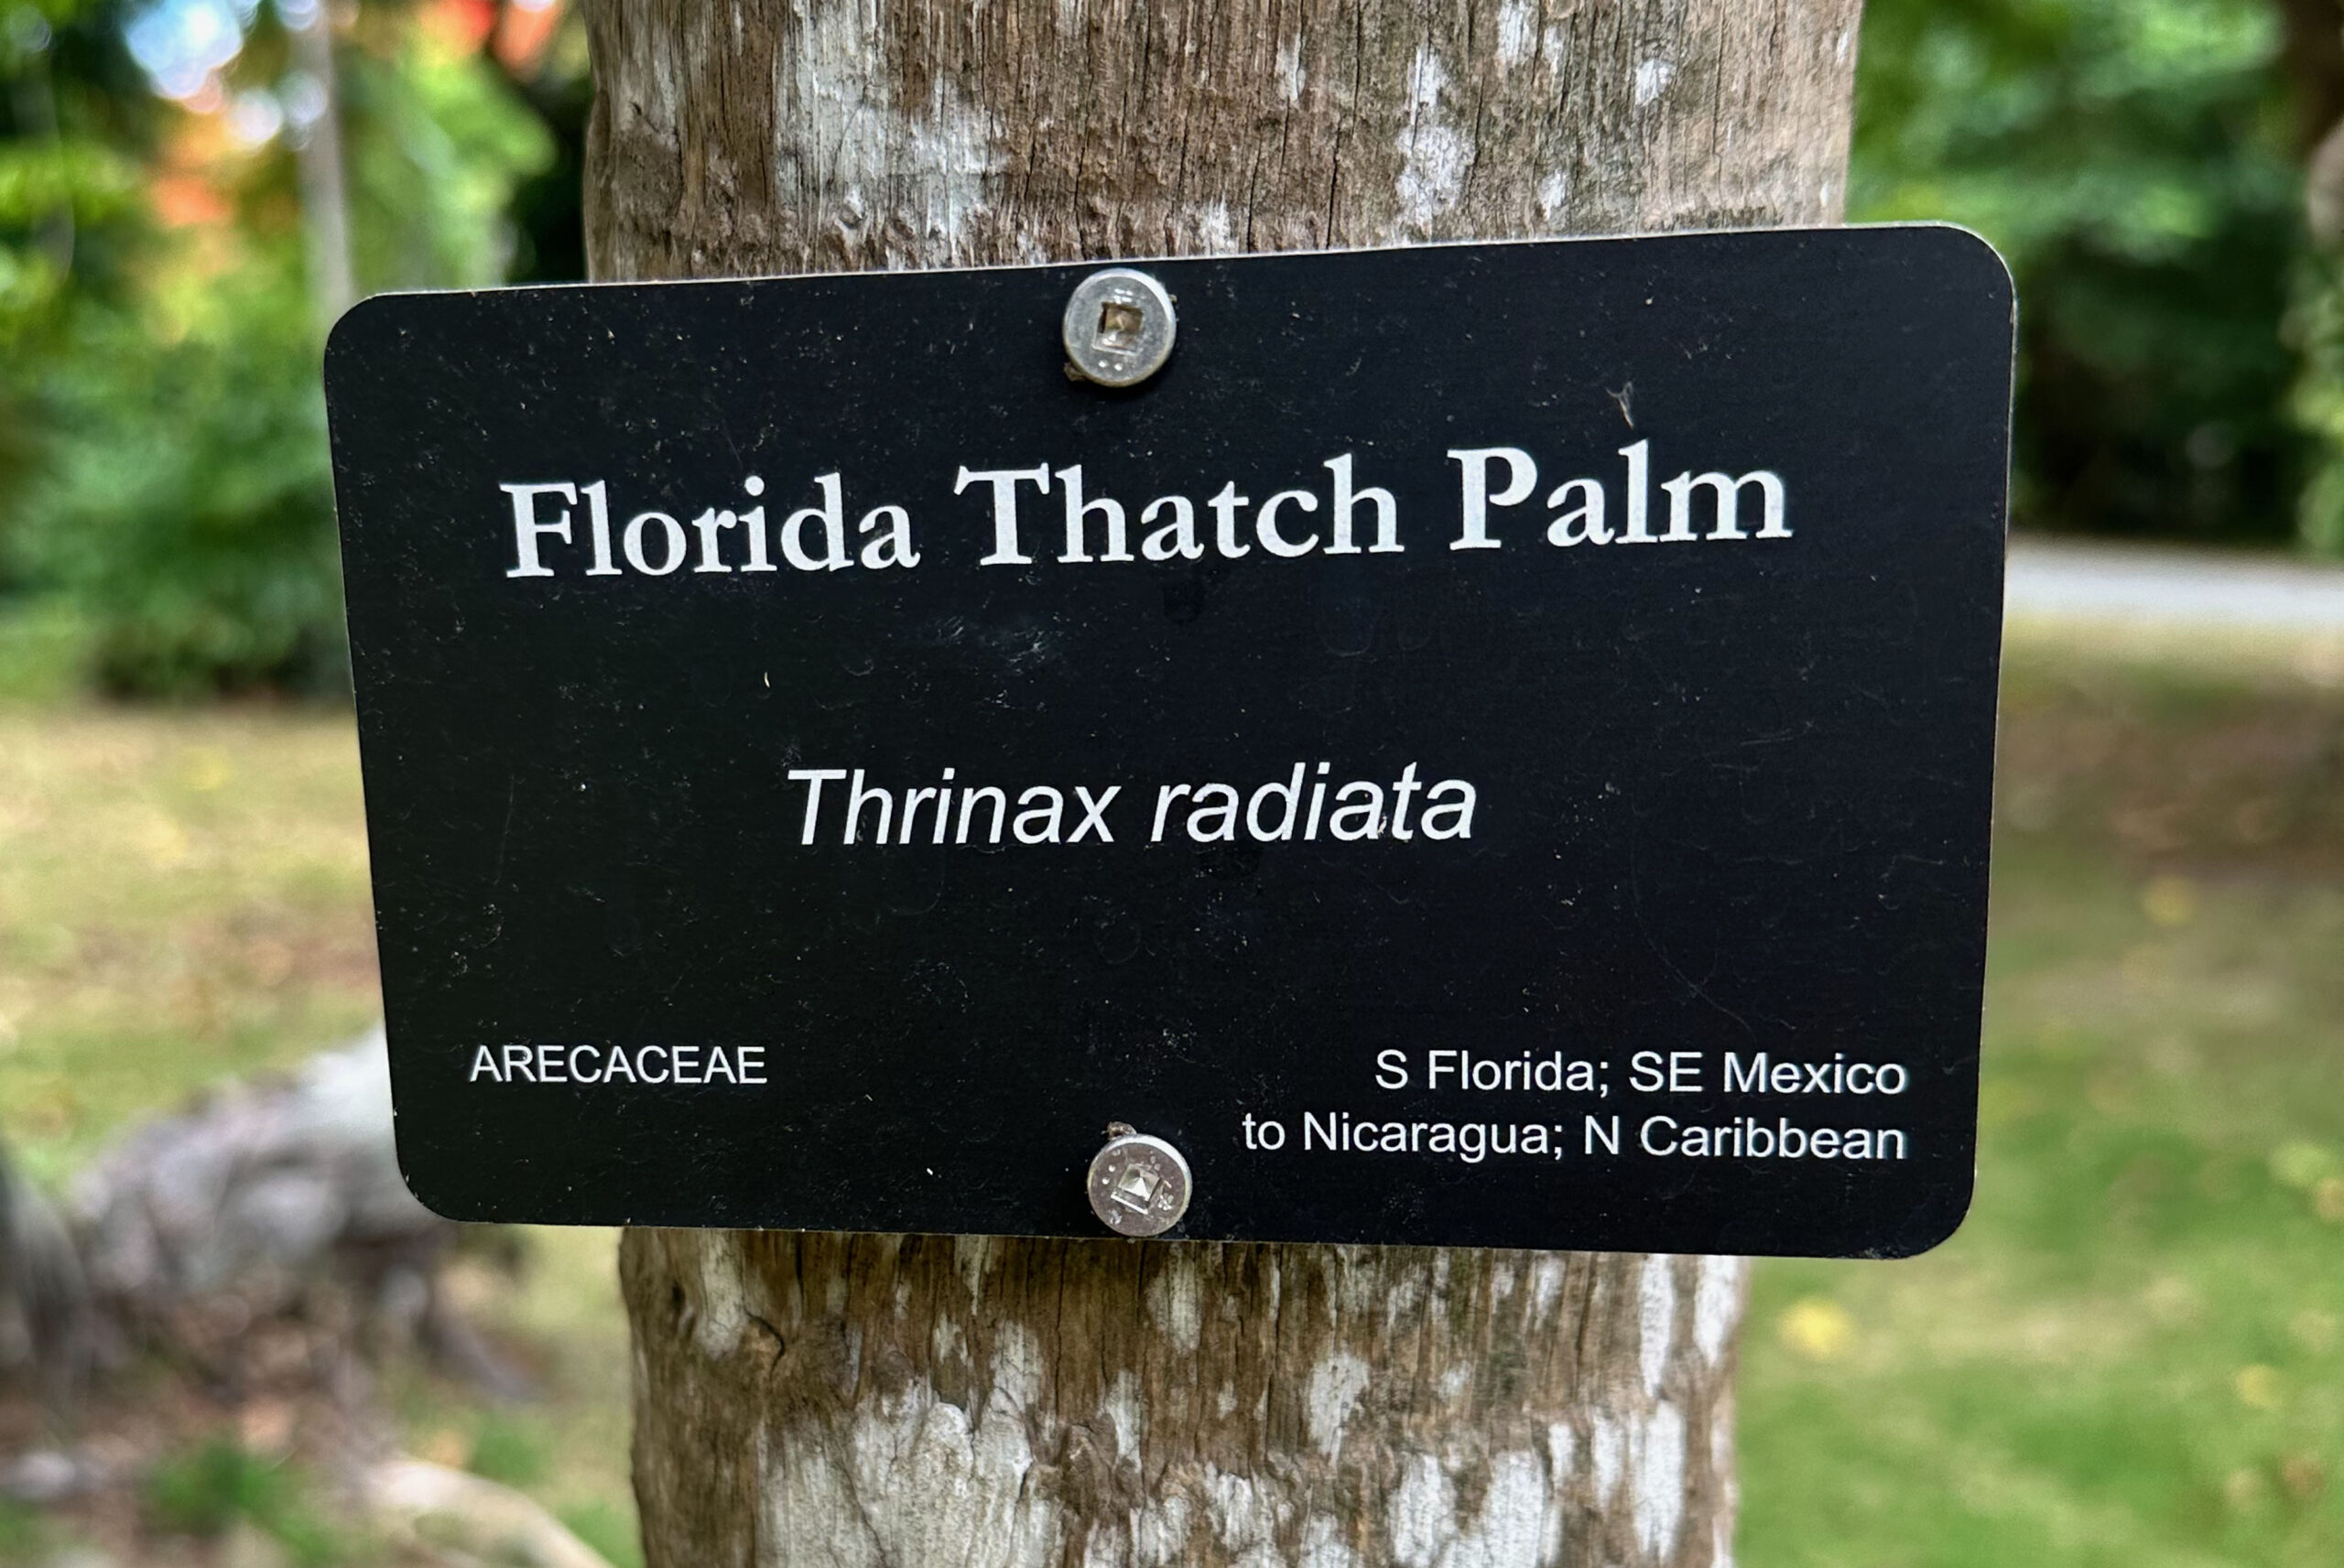 Florida Thatch Palm
Thrinax radiata
ARECACEAE
S Florida; SE Mexico
to Nicaragua; N Caribbean